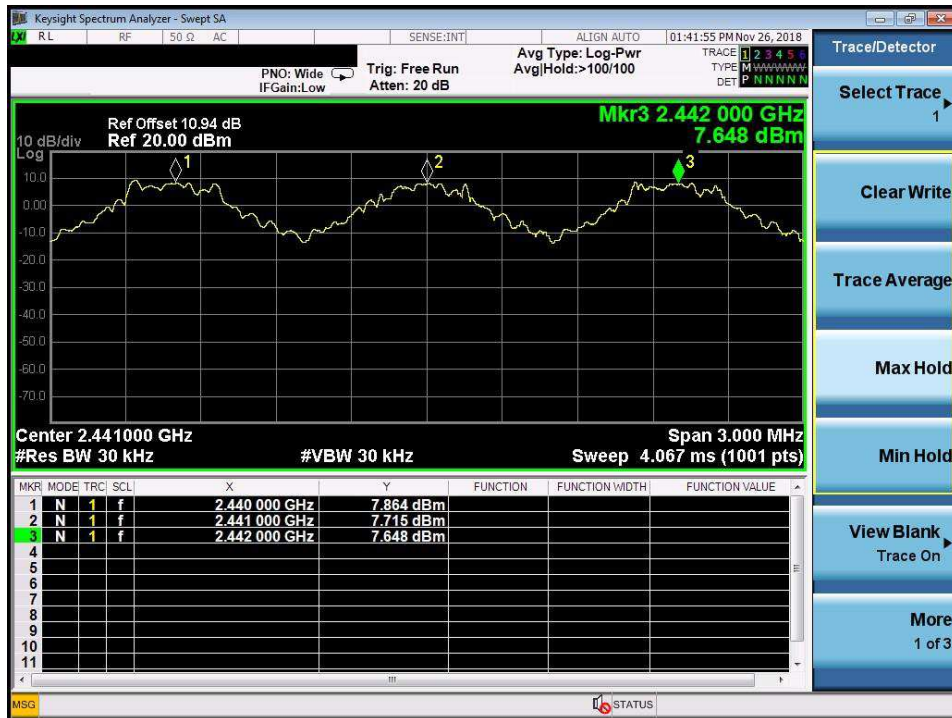 Keysight Spectrum Analyzer - Swept SA
LXI RL RF 50 Ω AC SENSE:INT ALIGN AUTO 01:41:55 PM Nov 26, 2018
PNO: Wide
IFGain:Low
Trig: Free Run
Atten: 20 dB
Avg Type: Log-Pwr
Avg|Hold:>100/100
TRACE 1 2 3 4 5 6
TYPE M WWWWW
DET P N N N N N
Mkr3 2.442 000 GHz
7.648 dBm
Ref Offset 10.94 dB
10 dB/div Ref 20.00 dBm
Log
1
2
3
10.0
0.00
-10.0
-20.0
-30.0
-40.0
-50.0
-60.0
-70.0
Center 2.441000 GHz Span 3.000 MHz
#Res BW 30 kHz #VBW 30 kHz Sweep 4.067 ms (1001 pts)
MKR MODE TRC SCL X Y FUNCTION FUNCTION WIDTH FUNCTION VALUE
1 N 1 f 2.440 000 GHz 7.864 dBm
2 N 1 f 2.441 000 GHz 7.715 dBm
3 N 1 f 2.442 000 GHz 7.648 dBm
4
5
6
7
8
9
10
11
MSG STATUS
Trace/Detector
Select Trace
1
Clear Write
Trace Average
Max Hold
Min Hold
View Blank
Trace On
More
1 of 3